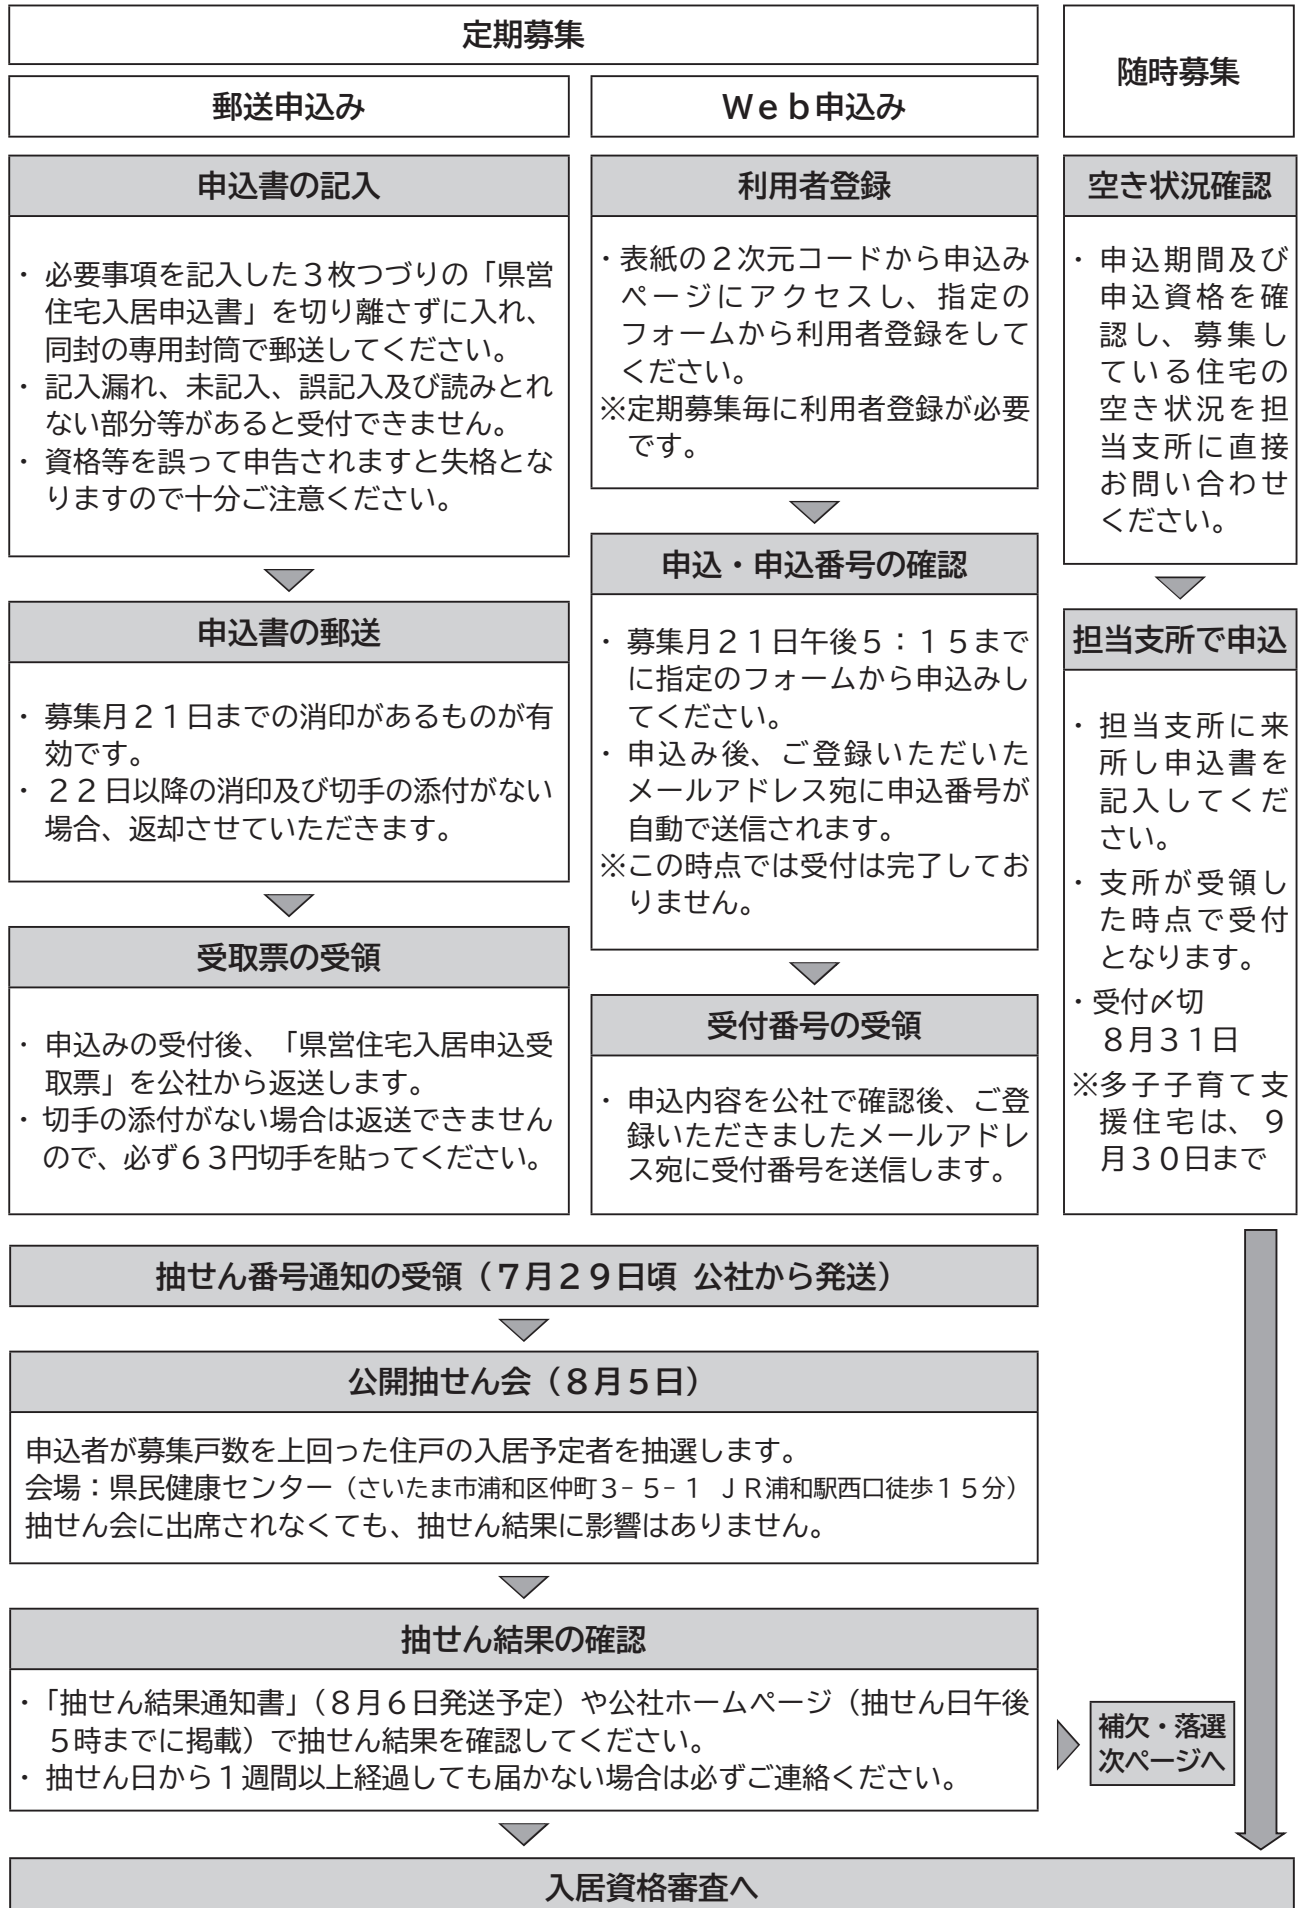 定期募集
郵送申込み
申込書の記入
・ 必要事項を記入した３枚つづりの「県営
住宅入居申込書」を切り離さずに入れ、
同封の専用封筒で郵送してください。
・ 記入漏れ、未記入、誤記入及び読みとれ
ない部分等があると受付できません。
・ 資格等を誤って申告されますと失格とな
りますので十分ご注意ください。
申込書の郵送
・ 募集月２１日までの消印があるものが有
効です。
・ ２２日以降の消印及び切手の添付がない
場合、返却させていただきます。
受取票の受領
・ 申込みの受付後、「県営住宅入居申込受
取票」を公社から返送します。
・ 切手の添付がない場合は返送できません
ので、必ず６３円切手を貼ってください。
Ｗｅｂ申込み
利用者登録
・表紙の２次元コードから申込み
ページにアクセスし、指定の
フォームから利用者登録をして
ください。
※定期募集毎に利用者登録が必要
です。
申込・申込番号の確認
・ 募集月２１日午後５：１５まで
に指定のフォームから申込みし
てください。
・ 申込み後、ご登録いただいた
メールアドレス宛に申込番号が
自動で送信されます。
※この時点では受付は完了してお
りません。
受付番号の受領
・ 申込内容を公社で確認後、ご登
録いただきましたメールアドレ
ス宛に受付番号を送信します。
随時募集
空き状況確認
・ 申込期間及び
申込資格を確
認し、募集し
ている住宅の
空き状況を担
当支所に直接
お問い合わせ
ください。
担当支所で申込
・ 担当支所に来
所し申込書を
記入してくだ
さい。
・ 支所が受領し
た時点で受付
となります。
・受付〆切
８月３１日
※多子子育て支
援住宅は、９
月３０日まで
抽せん番号通知の受領（７月２９日頃 公社から発送）
公開抽せん会（８月５日）
申込者が募集戸数を上回った住戸の入居予定者を抽選します。
会場：県民健康センター（さいたま市浦和区仲町３-５-１ ＪＲ浦和駅西口徒歩１５分）
抽せん会に出席されなくても、抽せん結果に影響はありません。
抽せん結果の確認
・「抽せん結果通知書」（８月６日発送予定）や公社ホームページ（抽せん日午後
５時までに掲載）で抽せん結果を確認してください。
・ 抽せん日から１週間以上経過しても届かない場合は必ずご連絡ください。
補欠・落選
次ページへ
入居資格審査へ